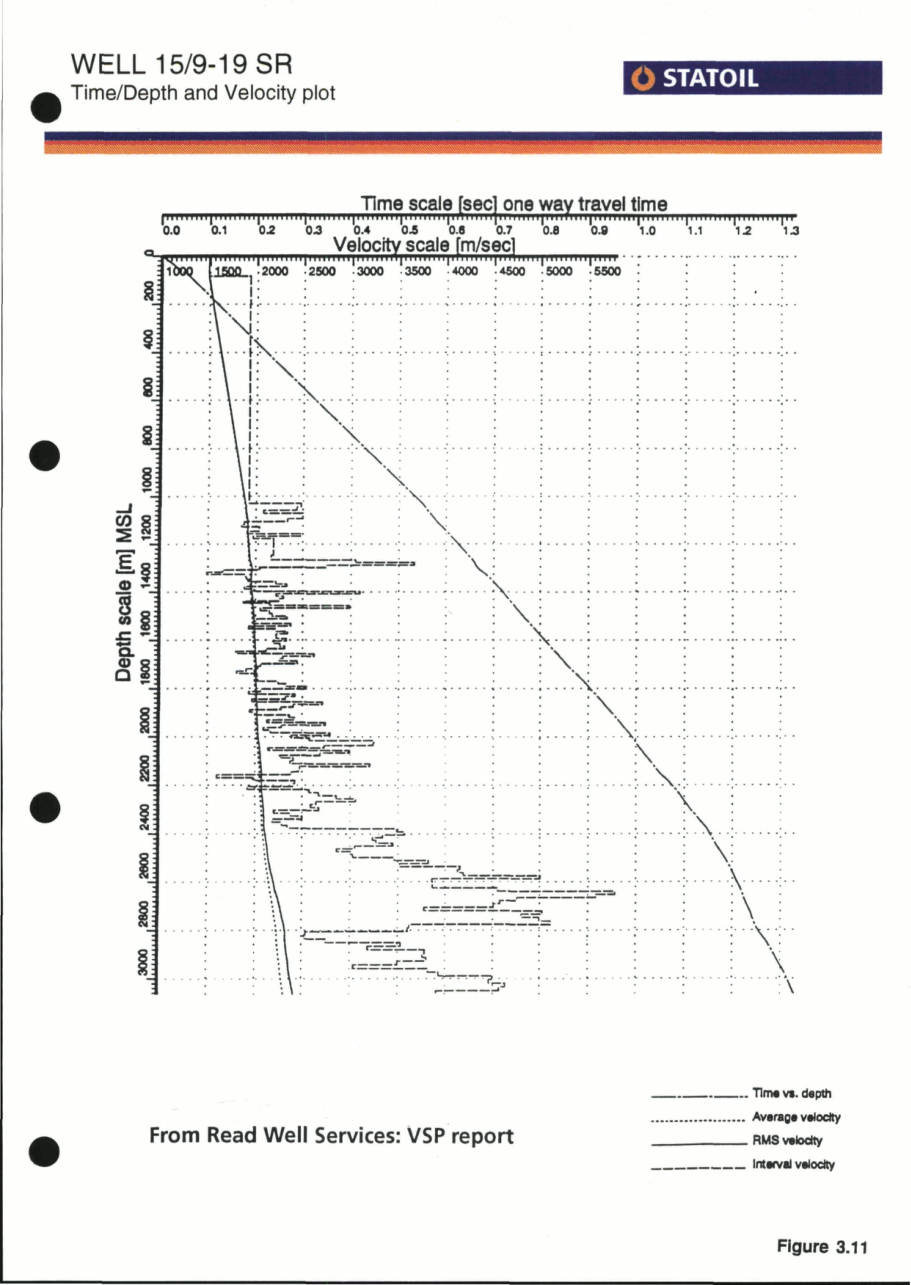 WELL 15/9-19 SR
Time/Depth and Velocity plot
STATOIL
Time scale [sec] one way travel time
0.0 0.1 0.2 0.3 0.4 0.5 0.6 0.7 0.8 0.9 1.0 1.1 1.2 1.3
Velocity scale [m/sec]
1000 1500 2000 2500 3000 3500 4000 4500 5000 5500
Depth scale [m] MSL
0 200 400 600 800 1000 1200 1400 1600 1800 2000 2200 2400 2600 2800 3000
Time vs. depth
Average velocity
RMS velocity
Interval velocity
From Read Well Services: VSP report
Figure 3.11